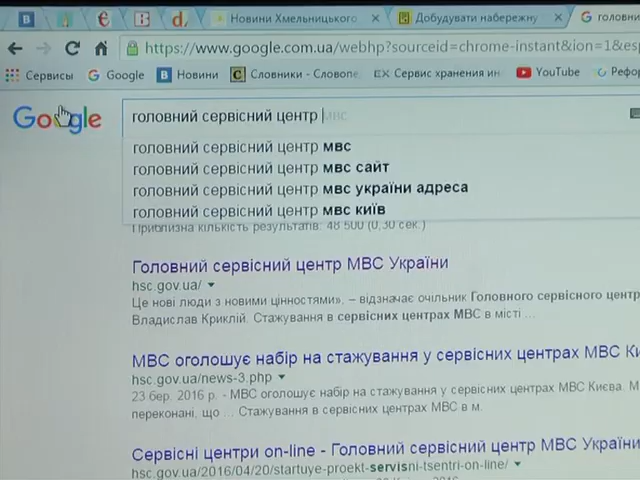 Новини Хмельницького
Добудувати набережну
https://www.google.com.ua/webhp?sourceid=chrome-instant&ion=1&es
Сервисы
Google
Новини
Словники - Слопове
Сервис хранения ин
YouTube
Google
головний сервісний центр мвс
головний сервісний центр мвс
головний сервісний центр мвс сайт
головний сервісний центр мвс україни адреса
головний сервісний центр мвс київ
Приблизна кількість результатів: 48 500 (0,30 сек.)
Головний сервісний центр МВС України
hsc.gov.ua/
Це нові люди з новими цінностями», – відзначає очільник Головного сервісного центр
Владислав Криклій. Стажування в сервісних центрах МВС в місті ...
МВС оголошує набір на стажування у сервісних центрах МВС Ки
hsc.gov.ua/news-3.php
23 бер. 2016 р. - МВС оголошує набір на стажування у сервісних центрах МВС Києва. М
переконані, що ... Стажування в сервісних центрах МВС в м.
Сервісні центри on-line - Головний сервісний центр МВС України
hsc.gov.ua/2016/04/20/startuye-proekt-servisni-tsentri-on-line/